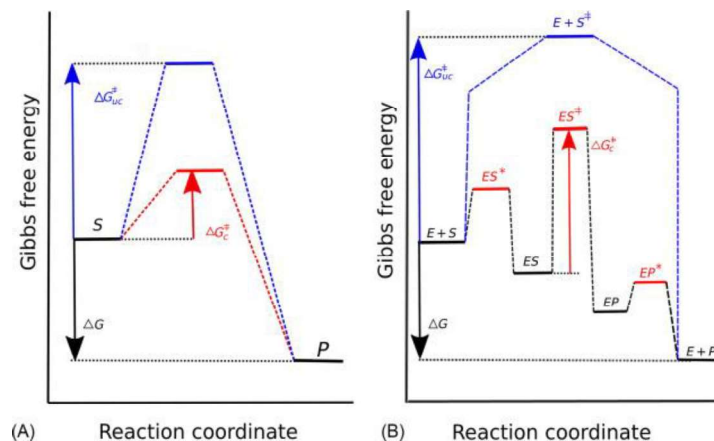 Gibbs free energy
ΔG‡uc
S
ΔG‡c
ΔG
P
(A)
Reaction coordinate
Gibbs free energy
E + S‡
ΔG‡uc
ES‡
ΔG‡c
ES*
E + S
ES
EP
EP*
ΔG
E + P
(B)
Reaction coordinate